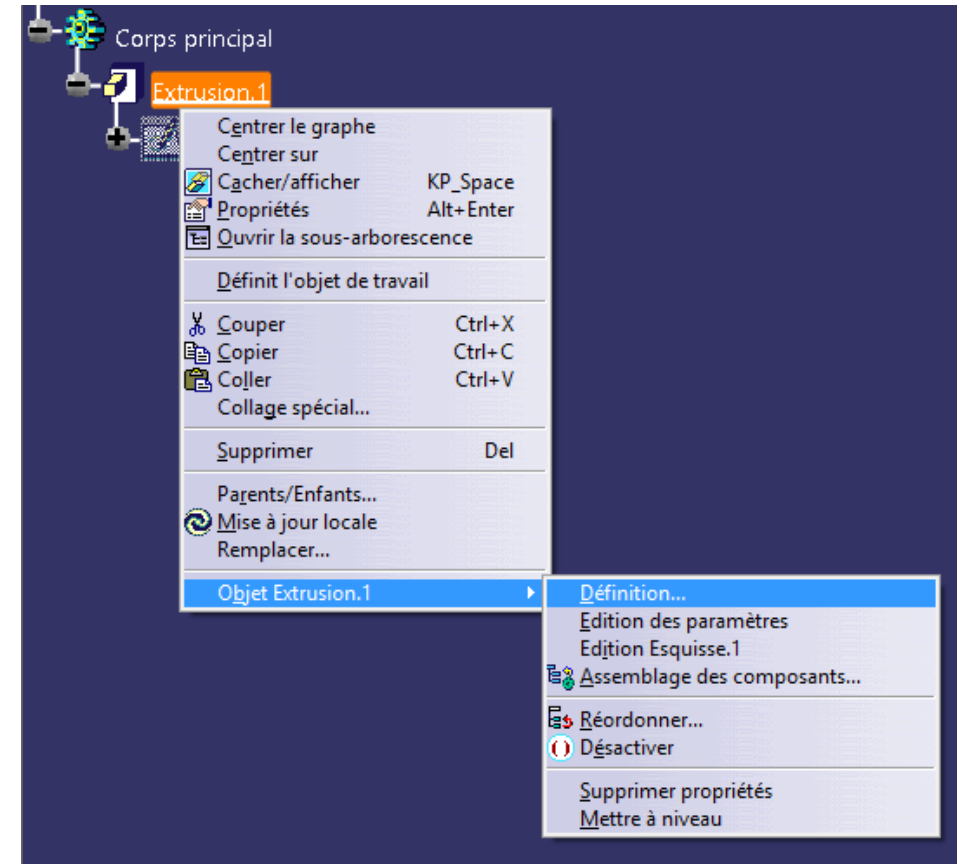 Corps principal
Extrusion.1
Centrer le graphe
Centrer sur
Cacher/afficher KP_Space
Propriétés Alt+Enter
Ouvrir la sous-arborescence
Définit l'objet de travail
Couper Ctrl+X
Copier Ctrl+C
Coller Ctrl+V
Collage spécial...
Supprimer Del
Parents/Enfants...
Mise à jour locale
Remplacer...
Objet Extrusion.1
Définition...
Edition des paramètres
Edition Esquisse.1
Assemblage des composants...
Réordonner...
Désactiver
Supprimer propriétés
Mettre à niveau